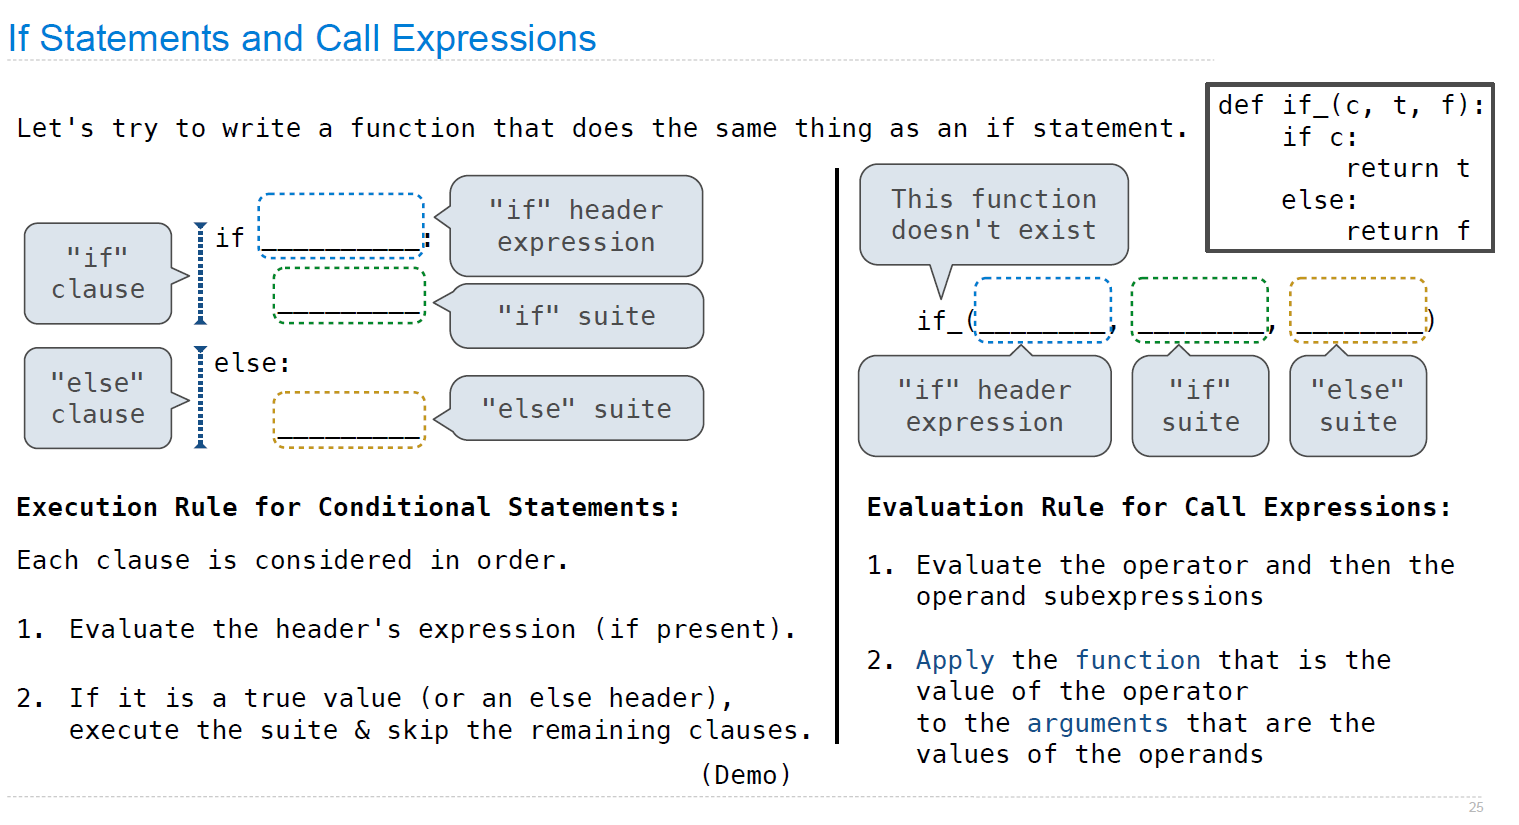 If Statements and Call Expressions
Let's try to write a function that does the same thing as an if statement.
def if_(c, t, f):
if c:
return t
else:
return f
"if"
clause
if __________:
"if" header
expression
_________
"if" suite
"else"
clause
else:
_________
"else" suite
This function
doesn't exist
if_(________, ________, ________)
"if" header
expression
"if"
suite
"else"
suite
Execution Rule for Conditional Statements:
Each clause is considered in order.
1. Evaluate the header's expression (if present).
2. If it is a true value (or an else header),
execute the suite & skip the remaining clauses.
(Demo)
Evaluation Rule for Call Expressions:
1. Evaluate the operator and then the
operand subexpressions
2. Apply the function that is the
value of the operator
to the arguments that are the
values of the operands
25